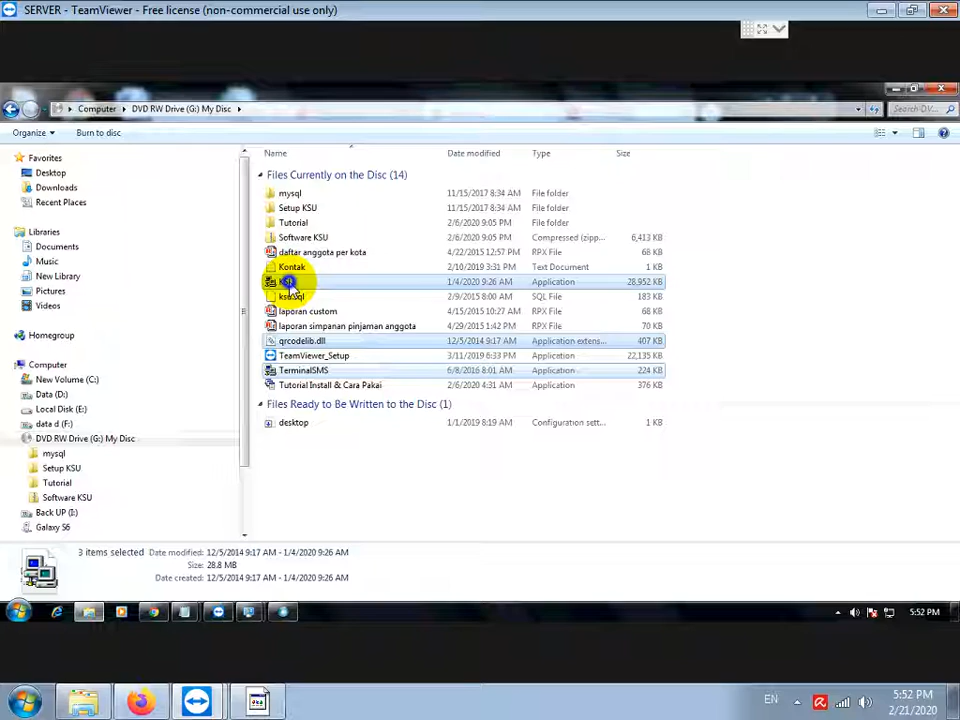 SERVER - TeamViewer - Free license (non-commercial use only)
Computer DVD RW Drive (G:) My Disc
Search DV...
Organize Burn to disc
Favorites
Desktop
Downloads
Recent Places
Libraries
Documents
Music
New Library
Pictures
Videos
Homegroup
Computer
New Volume (C:)
Data (D:)
Local Disk (E:)
data d (F:)
DVD RW Drive (G:) My Disc
mysql
Setup KSU
Tutorial
Software KSU
Back UP (I:)
Galaxy S6
Name Date modified Type Size
Files Currently on the Disc (14)
mysql 11/15/2017 8:34 AM File folder
Setup KSU 11/15/2017 8:34 AM File folder
Tutorial 2/6/2020 9:05 PM File folder
Software KSU 2/6/2020 9:05 PM Compressed (zipp... 6,413 KB
daftar anggota per kota 4/22/2015 12:57 PM RPX File 68 KB
Kontak 2/10/2019 3:31 PM Text Document 1 KB
1/4/2020 9:26 AM Application 28,952 KB
2/9/2015 8:00 AM SQL File 183 KB
laporan custom 4/15/2015 10:27 AM RPX File 68 KB
laporan simpanan pinjaman anggota 4/29/2015 1:42 PM RPX File 70 KB
qrcodelib.dll 12/5/2014 9:17 AM Application extens... 407 KB
TeamViewer_Setup 3/11/2019 6:33 PM Application 22,135 KB
TerminalSMS 6/8/2016 8:01 AM Application 224 KB
Tutorial Install & Cara Pakai 2/6/2020 4:31 AM Application 376 KB
Files Ready to Be Written to the Disc (1)
desktop 1/1/2019 8:19 AM Configuration sett... 1 KB
3 items selected Date modified: 12/5/2014 9:17 AM - 1/4/2020 9:26 AM
Size: 28.8 MB
Date created: 12/5/2014 9:17 AM - 1/4/2020 9:26 AM
5:52 PM
EN
5:52 PM
2/21/2020